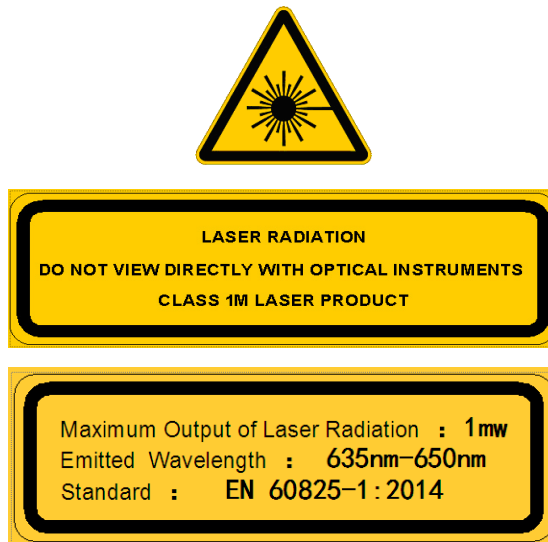 LASER RADIATION
DO NOT VIEW DIRECTLY WITH OPTICAL INSTRUMENTS
CLASS 1M LASER PRODUCT
Maximum Output of Laser Radiation : 1mw
Emitted Wavelength : 635nm-650nm
Standard : EN 60825-1:2014